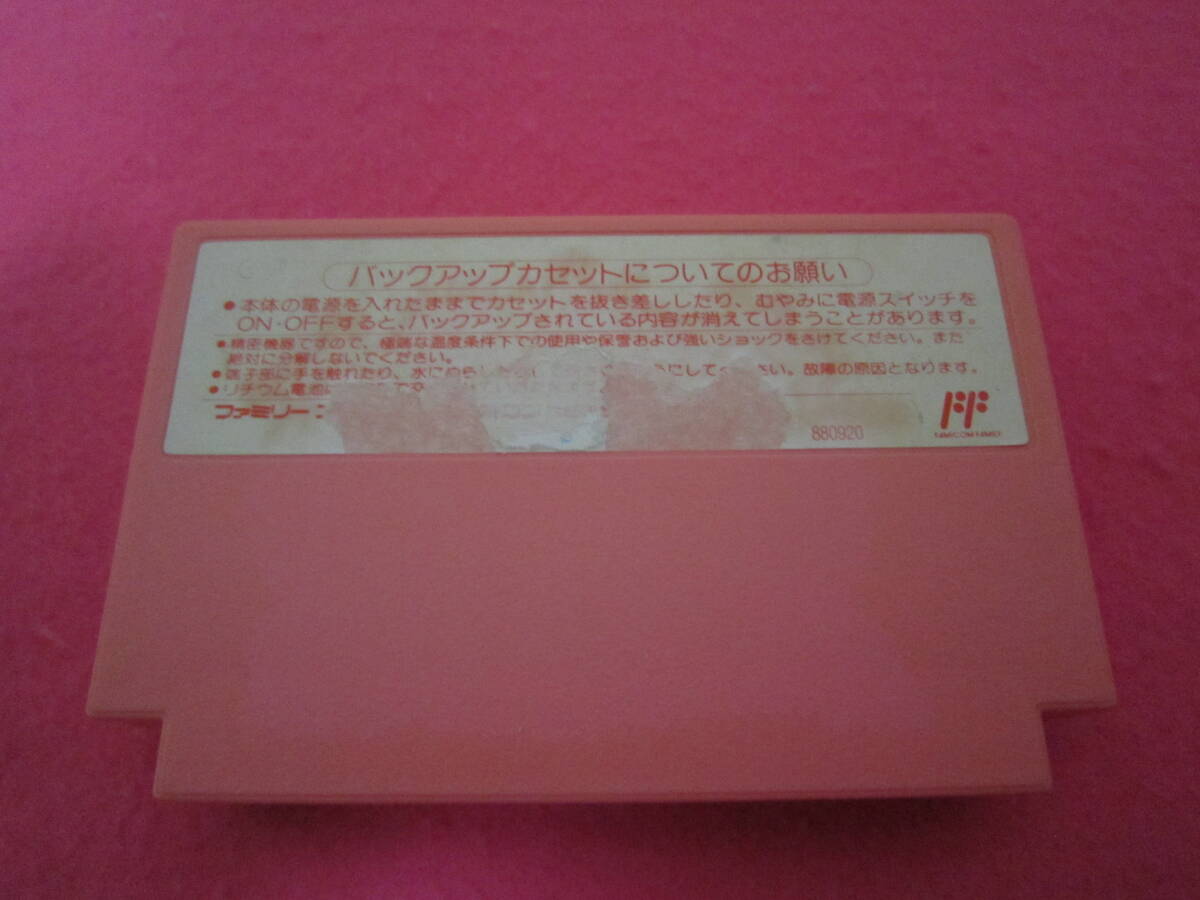 バックアップカセットについてのお願い
●本体の電源を入れたままでカセットを抜き差ししたり、むやみに電源スイッチを
ON・OFFすると、バックアップされている内容が消えてしまうことがあります。
●精密機器ですので、極端な温度条件下での使用や保管および強いショックをさけてください。また
絶対に分解しないでください。
●端子座に手を触れたり、水にぬらしたり にしてください。故障の原因となります。
●リチウム電池は
ファミリー
880920
FF
FAMICOM FAMILY